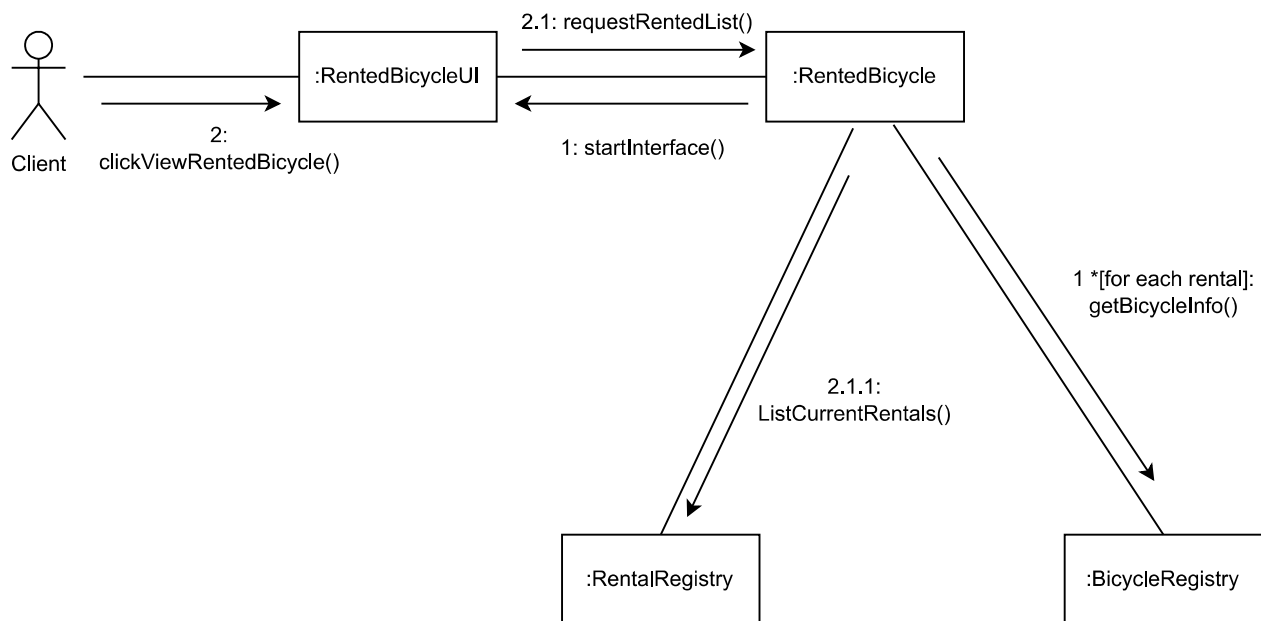 2.1: requestRentedList()
:RentedBicycleUI
:RentedBicycle
2:
clickViewRentedBicycle()
1: startInterface()
Client
1 *[for each rental]:
getBicycleInfo()
2.1.1:
ListCurrentRentals()
:RentalRegistry
:BicycleRegistry